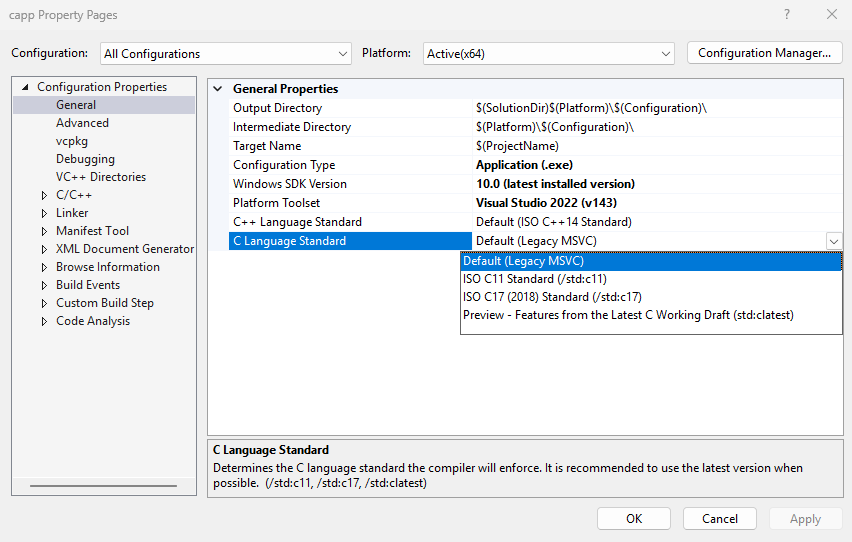 capp Property Pages ?
Configuration: All Configurations Platform: Active(x64) Configuration Manager...
Configuration Properties
General
Advanced
vcpkg
Debugging
VC++ Directories
C/C++
Linker
Manifest Tool
XML Document Generator
Browse Information
Build Events
Custom Build Step
Code Analysis
General Properties
Output Directory $(SolutionDir)$(Platform)\$(Configuration)\
Intermediate Directory $(Platform)\$(Configuration)\
Target Name $(ProjectName)
Configuration Type Application (.exe)
Windows SDK Version 10.0 (latest installed version)
Platform Toolset Visual Studio 2022 (v143)
C++ Language Standard Default (ISO C++14 Standard)
C Language Standard Default (Legacy MSVC)
Default (Legacy MSVC)
ISO C11 Standard (/std:c11)
ISO C17 (2018) Standard (/std:c17)
Preview - Features from the Latest C Working Draft (std:clatest)
C Language Standard
Determines the C language standard the compiler will enforce. It is recommended to use the latest version when
possible. (/std:c11, /std:c17, /std:clatest)
OK Cancel Apply